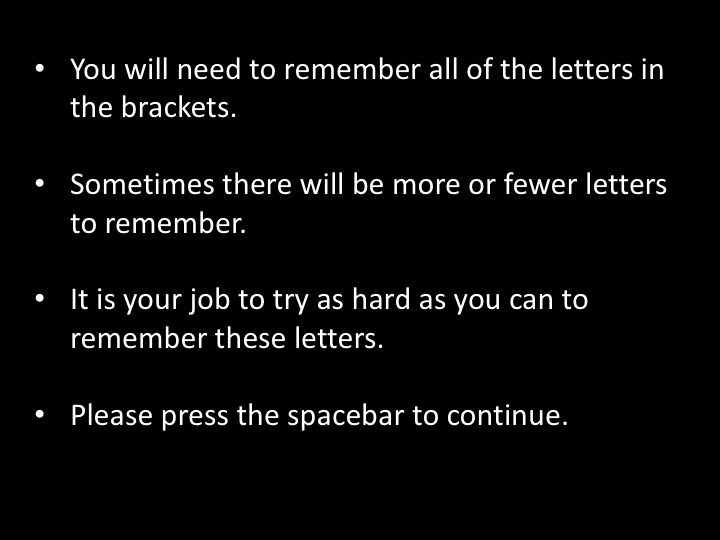 • You will need to remember all of the letters in
the brackets.
• Sometimes there will be more or fewer letters
to remember.
• It is your job to try as hard as you can to
remember these letters.
• Please press the spacebar to continue.